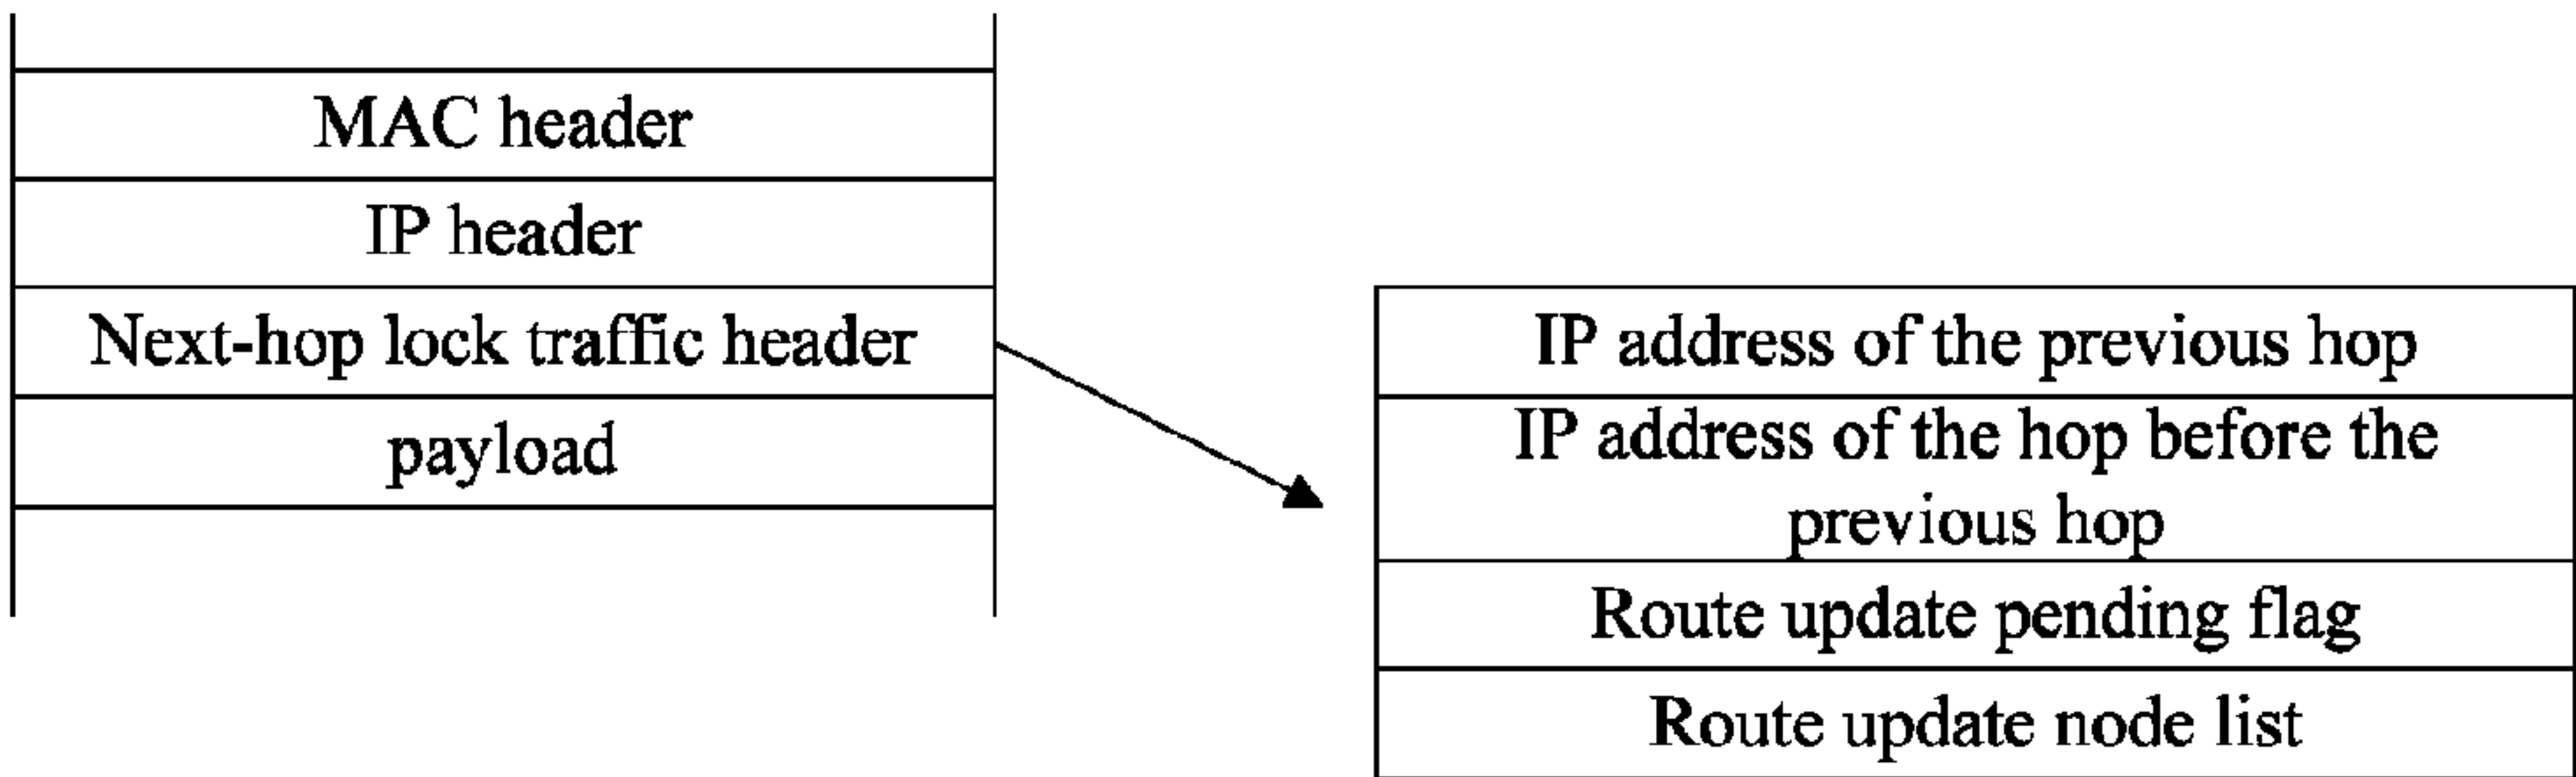 MAC header
IP header
Next-hop lock traffic header
payload
IP address of the previous hop
IP address of the hop before the
previous hop
Route update pending flag
Route update node list